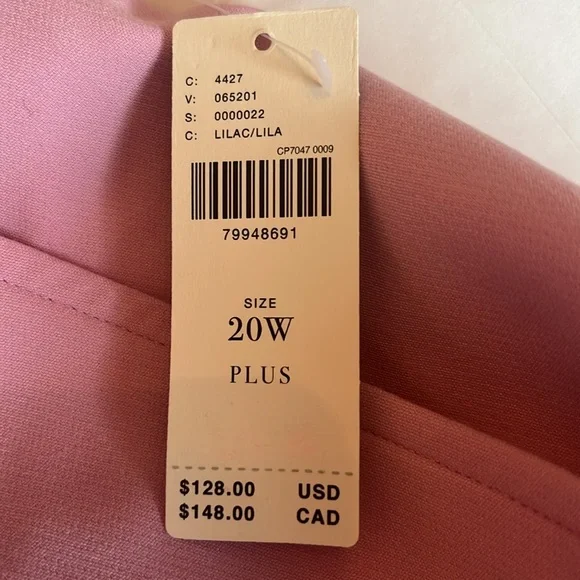 C: 4427
V: 065201
S: 0000022
C: LILAC/LILA
CP7047 0009
79948691
SIZE
20W
PLUS
$128.00 USD
$148.00 CAD